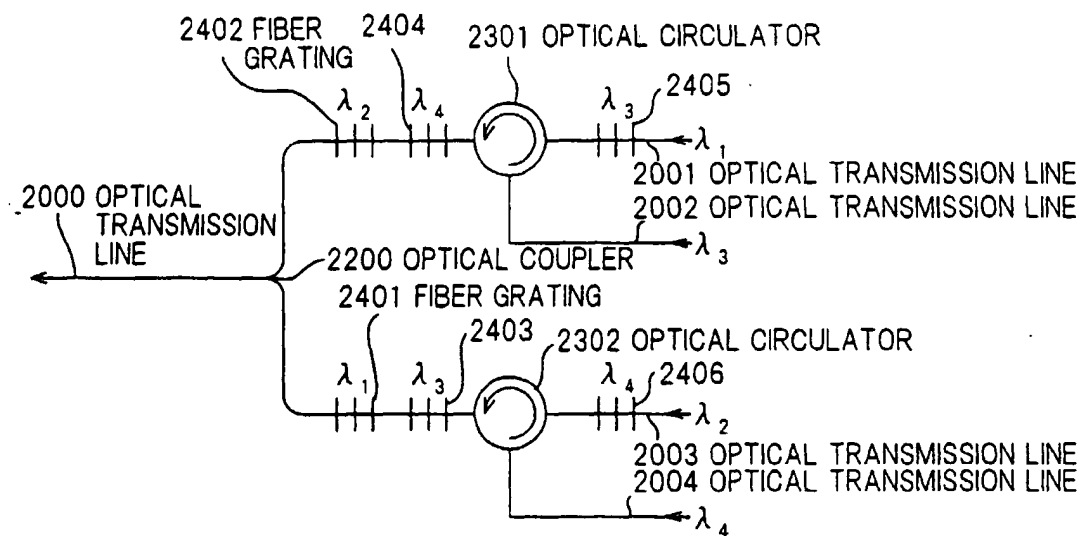 2402 FIBER
GRATING
2404
2301 OPTICAL CIRCULATOR
2405
λ2
λ4
λ3
λ1
2001 OPTICAL TRANSMISSION LINE
2002 OPTICAL TRANSMISSION LINE
λ3
2000 OPTICAL
TRANSMISSION
LINE
2200 OPTICAL COUPLER
2401 FIBER GRATING
2403
2302 OPTICAL CIRCULATOR
2406
λ1
λ3
λ4
λ2
2003 OPTICAL TRANSMISSION LINE
2004 OPTICAL TRANSMISSION LINE
λ4